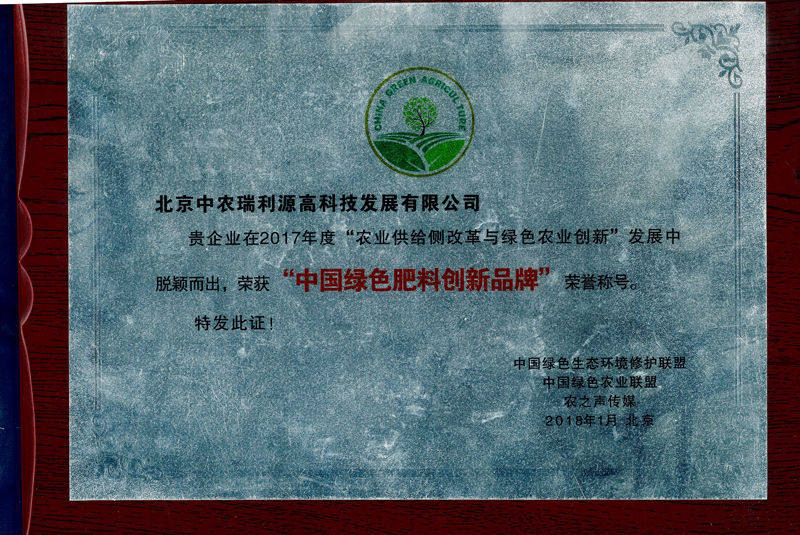 CHINA GREEN AGRICULTURE
北京中农瑞利源高科技发展有限公司
贵企业在2017年度“农业供给侧改革与绿色农业创新”发展中
脱颖而出，荣获“中国绿色肥料创新品牌”荣誉称号。
特发此证！
中国绿色生态环境修护联盟
中国绿色农业联盟
农之声传媒
2018年1月 北京